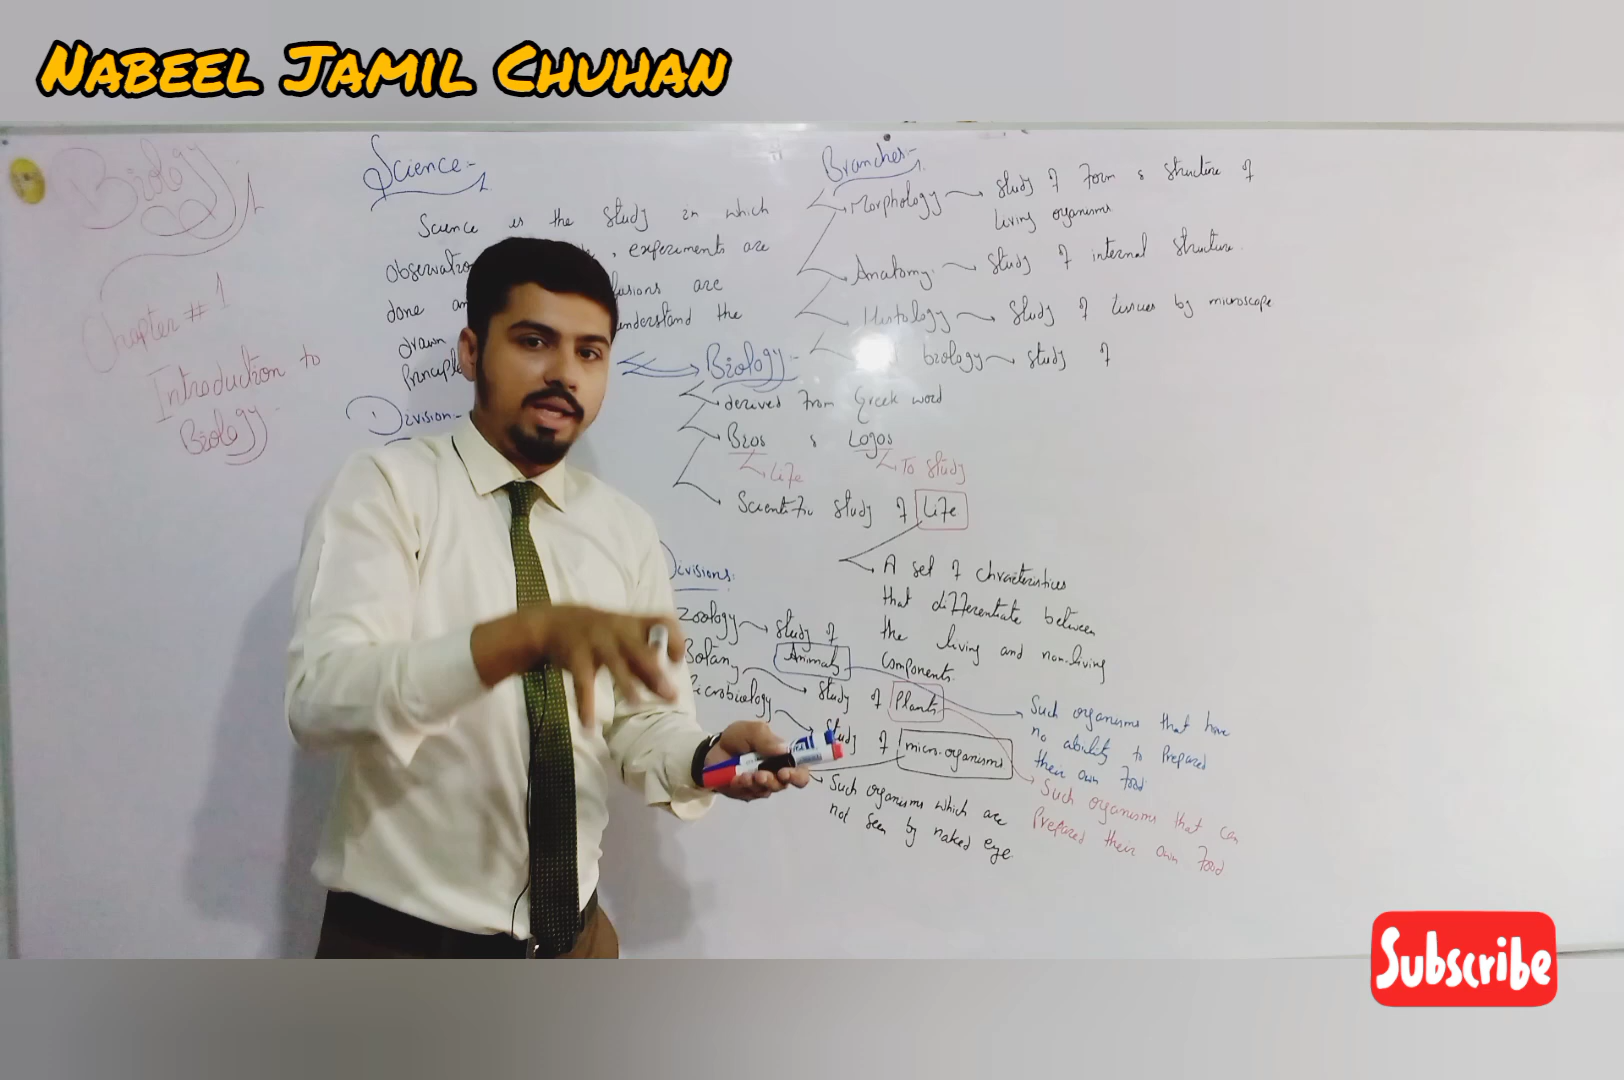 NABEEL JAMIL CHUHAN
Biology
Chapter # 1
Introduction to
Biology
Science:-
Science is the study in which
, experiments are
done
are
drawn understand the
Division:-
Biology:-
derived from Greek word
Bios & Logos
Life
To study
Scientific study of Life
A set of chracteristics
that differentiate between
the living and non-living
components.
Divisions:
Zoology study of
Animals
Botany
study of Plants
study of micro-organisms
Such organisms that have
no ability to Prepared
their own food
Such organisms that can
Prepared their own food
Such organisms which are
not seen by naked eye
Branches:-
Morphology study of form & structure of
living organisms
Anatomy. study of internal structure.
Histology study of tissues by microscope
biology study of
Subscribe